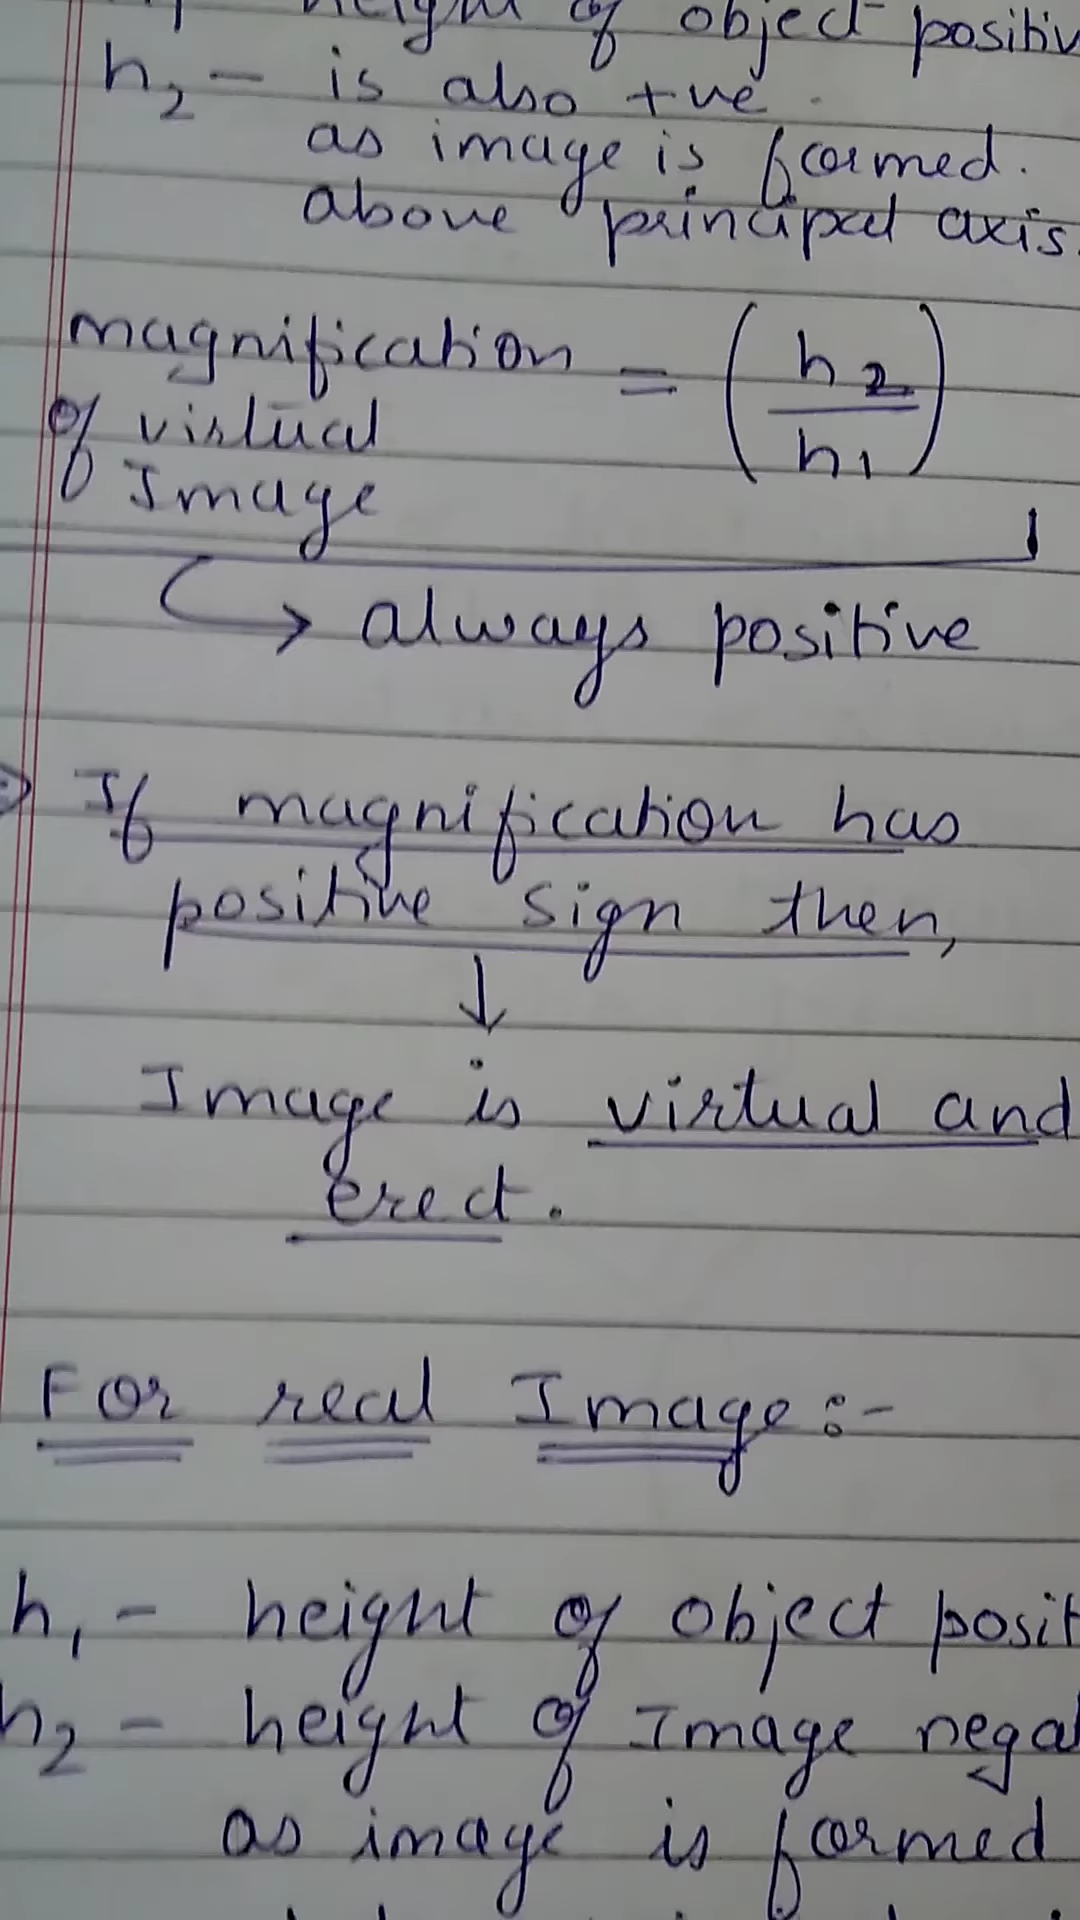 height of object positiv
h₂ - is also +ve.
as image is formed.
above principal axis.
magnification = (h₂/h₁)
of virtual
Image
→ always positive
⇒ If magnification has
positive sign then,
↓
Image is virtual and
erect.
For real Image:-
h₁ - height of object posit
h₂ - height of Image nega
as image is formed